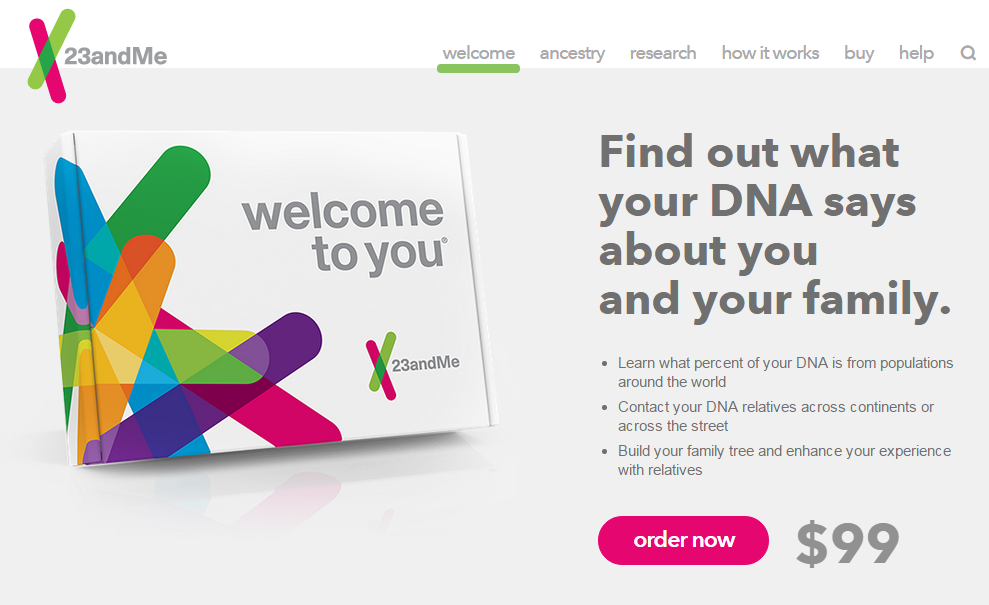 23andMe
welcome ancestry research how it works buy help
welcome
to you®
23andMe
Find out what
your DNA says
about you
and your family.
• Learn what percent of your DNA is from populations
around the world
• Contact your DNA relatives across continents or
across the street
• Build your family tree and enhance your experience
with relatives
order now $99